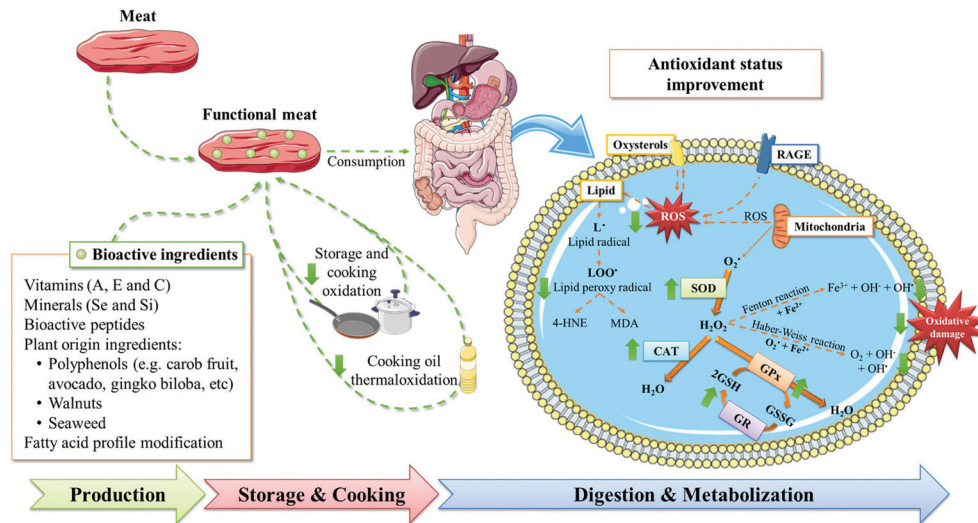 Meat
Functional meat
Consumption
Bioactive ingredients
Vitamins (A, E and C)
Minerals (Se and Si)
Bioactive peptides
Plant origin ingredients:
• Polyphenols (e.g. carob fruit,
avocado, gingko biloba, etc)
• Walnuts
• Seaweed
Fatty acid profile modification
Storage and
cooking
oxidation
Cooking oil
thermaloxidation
Antioxidant status
improvement
Oxysterols
RAGE
Lipid
ROS
ROS
Mitochondria
L•
Lipid radical
LOO•
Lipid peroxy radical
4-HNE
MDA
O₂•
SOD
H₂O₂
Fenton reaction
+ Fe²⁺
Fe³⁺ + OH⁻ + OH•
Haber-Weiss reaction
O₂• + Fe²⁺
O₂ + OH⁻
+ OH•
Oxidative
damage
CAT
H₂O
GPx
2GSH
GSSG
GR
H₂O
Production
Storage & Cooking
Digestion & Metabolization